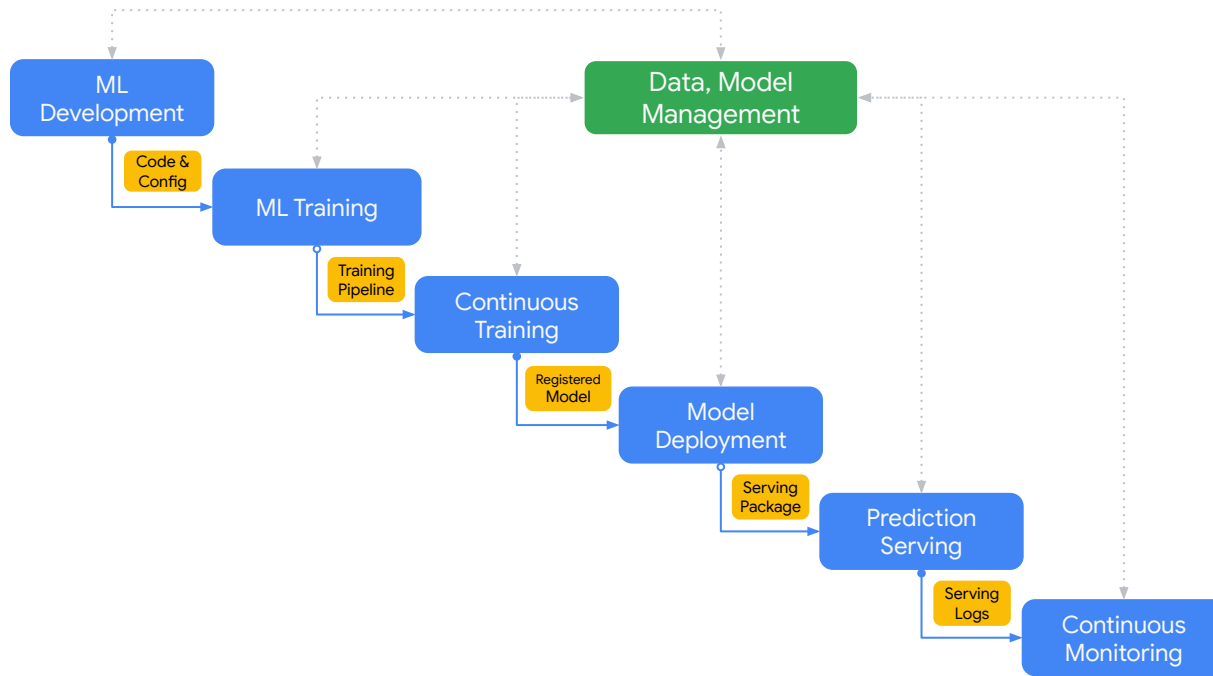 ML
Development
Data, Model
Management
Code &
Config
ML Training
Training
Pipeline
Continuous
Training
Registered
Model
Model
Deployment
Serving
Package
Prediction
Serving
Serving
Logs
Continuous
Monitoring